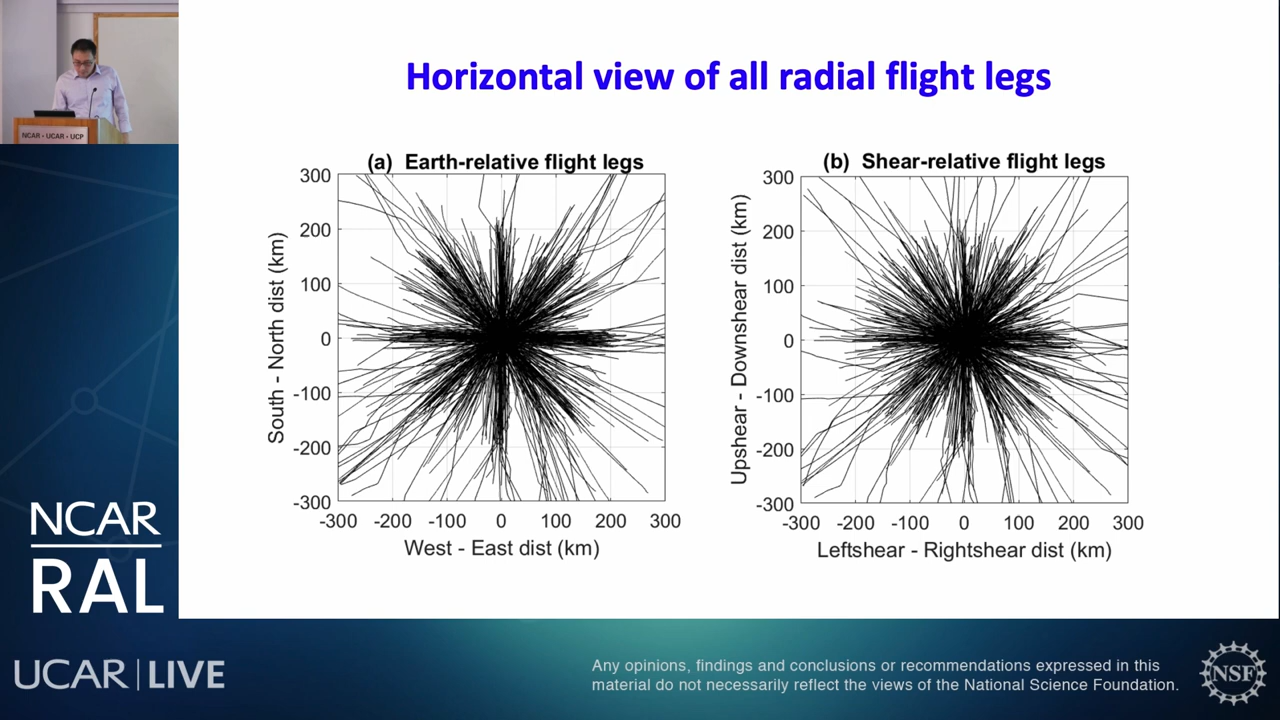 Horizontal view of all radial flight legs
NCAR • UCAR • UCP
(a) Earth-relative flight legs
300
200
100
0
-100
-200
-300
South - North dist (km)
-300 -200 -100 0 100 200 300
West - East dist (km)
(b) Shear-relative flight legs
300
200
100
0
-100
-200
-300
Upshear - Downshear dist (km)
-300 -200 -100 0 100 200 300
Leftshear - Rightshear dist (km)
NCAR
RAL
UCAR | LIVE
Any opinions, findings and conclusions or recommendations expressed in this
material do not necessarily reflect the views of the National Science Foundation.
NSF